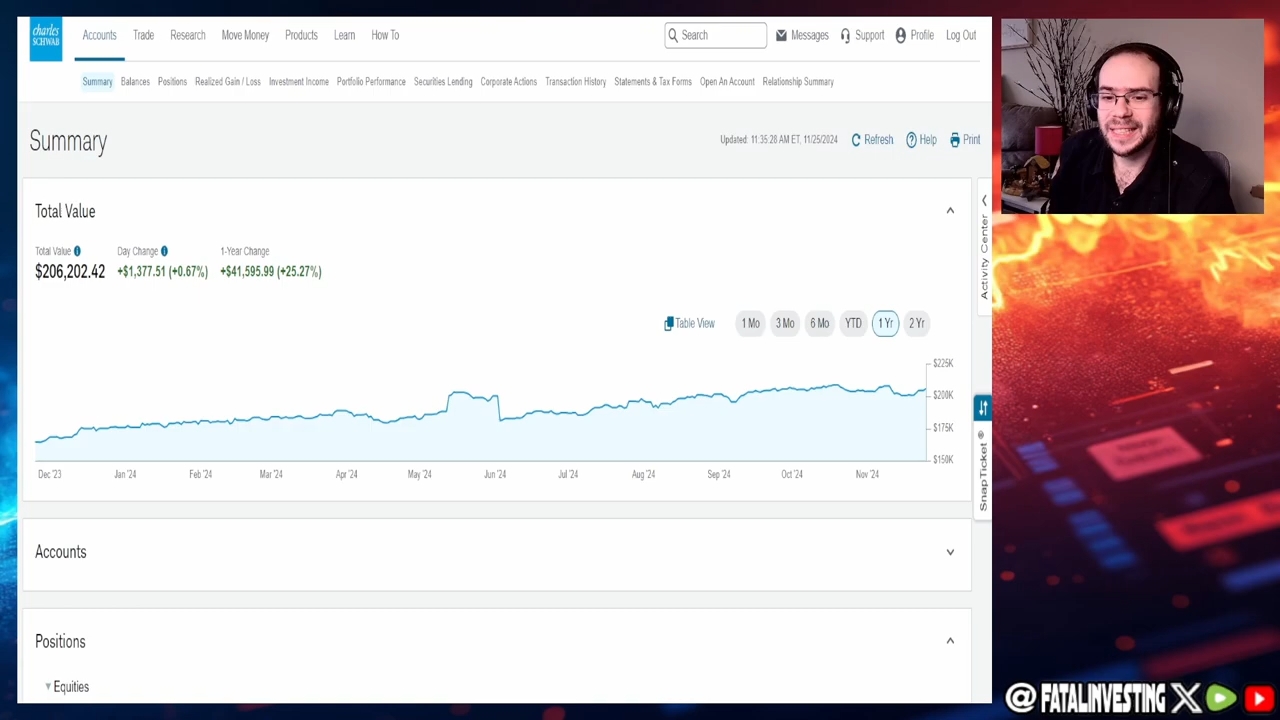 charles
SCHWAB
Accounts Trade Research Move Money Products Learn How To
Search
Messages Support Profile Log Out
Summary Balances Positions Realized Gain / Loss Investment Income Portfolio Performance Securities Lending Corporate Actions Transaction History Statements & Tax Forms Open An Account Relationship Summary
Summary
Updated: 11:35:26 AM ET, 11/25/2024 Refresh Help Print
Total Value
Total Value Day Change 1-Year Change
$206,202.42 +$1,377.51 (+0.67%) +$41,595.99 (+25.27%)
Table View 1 Mo 3 Mo 6 Mo YTD 1 Yr 2 Yr
$225K
$200K
$175K
$150K
Dec '23 Jan '24 Feb '24 Mar '24 Apr '24 May '24 Jun '24 Jul '24 Aug '24 Sep '24 Oct '24 Nov '24
Accounts
Positions
Equities
Activity Center
SnapTicket ®
@FATALINVESTING